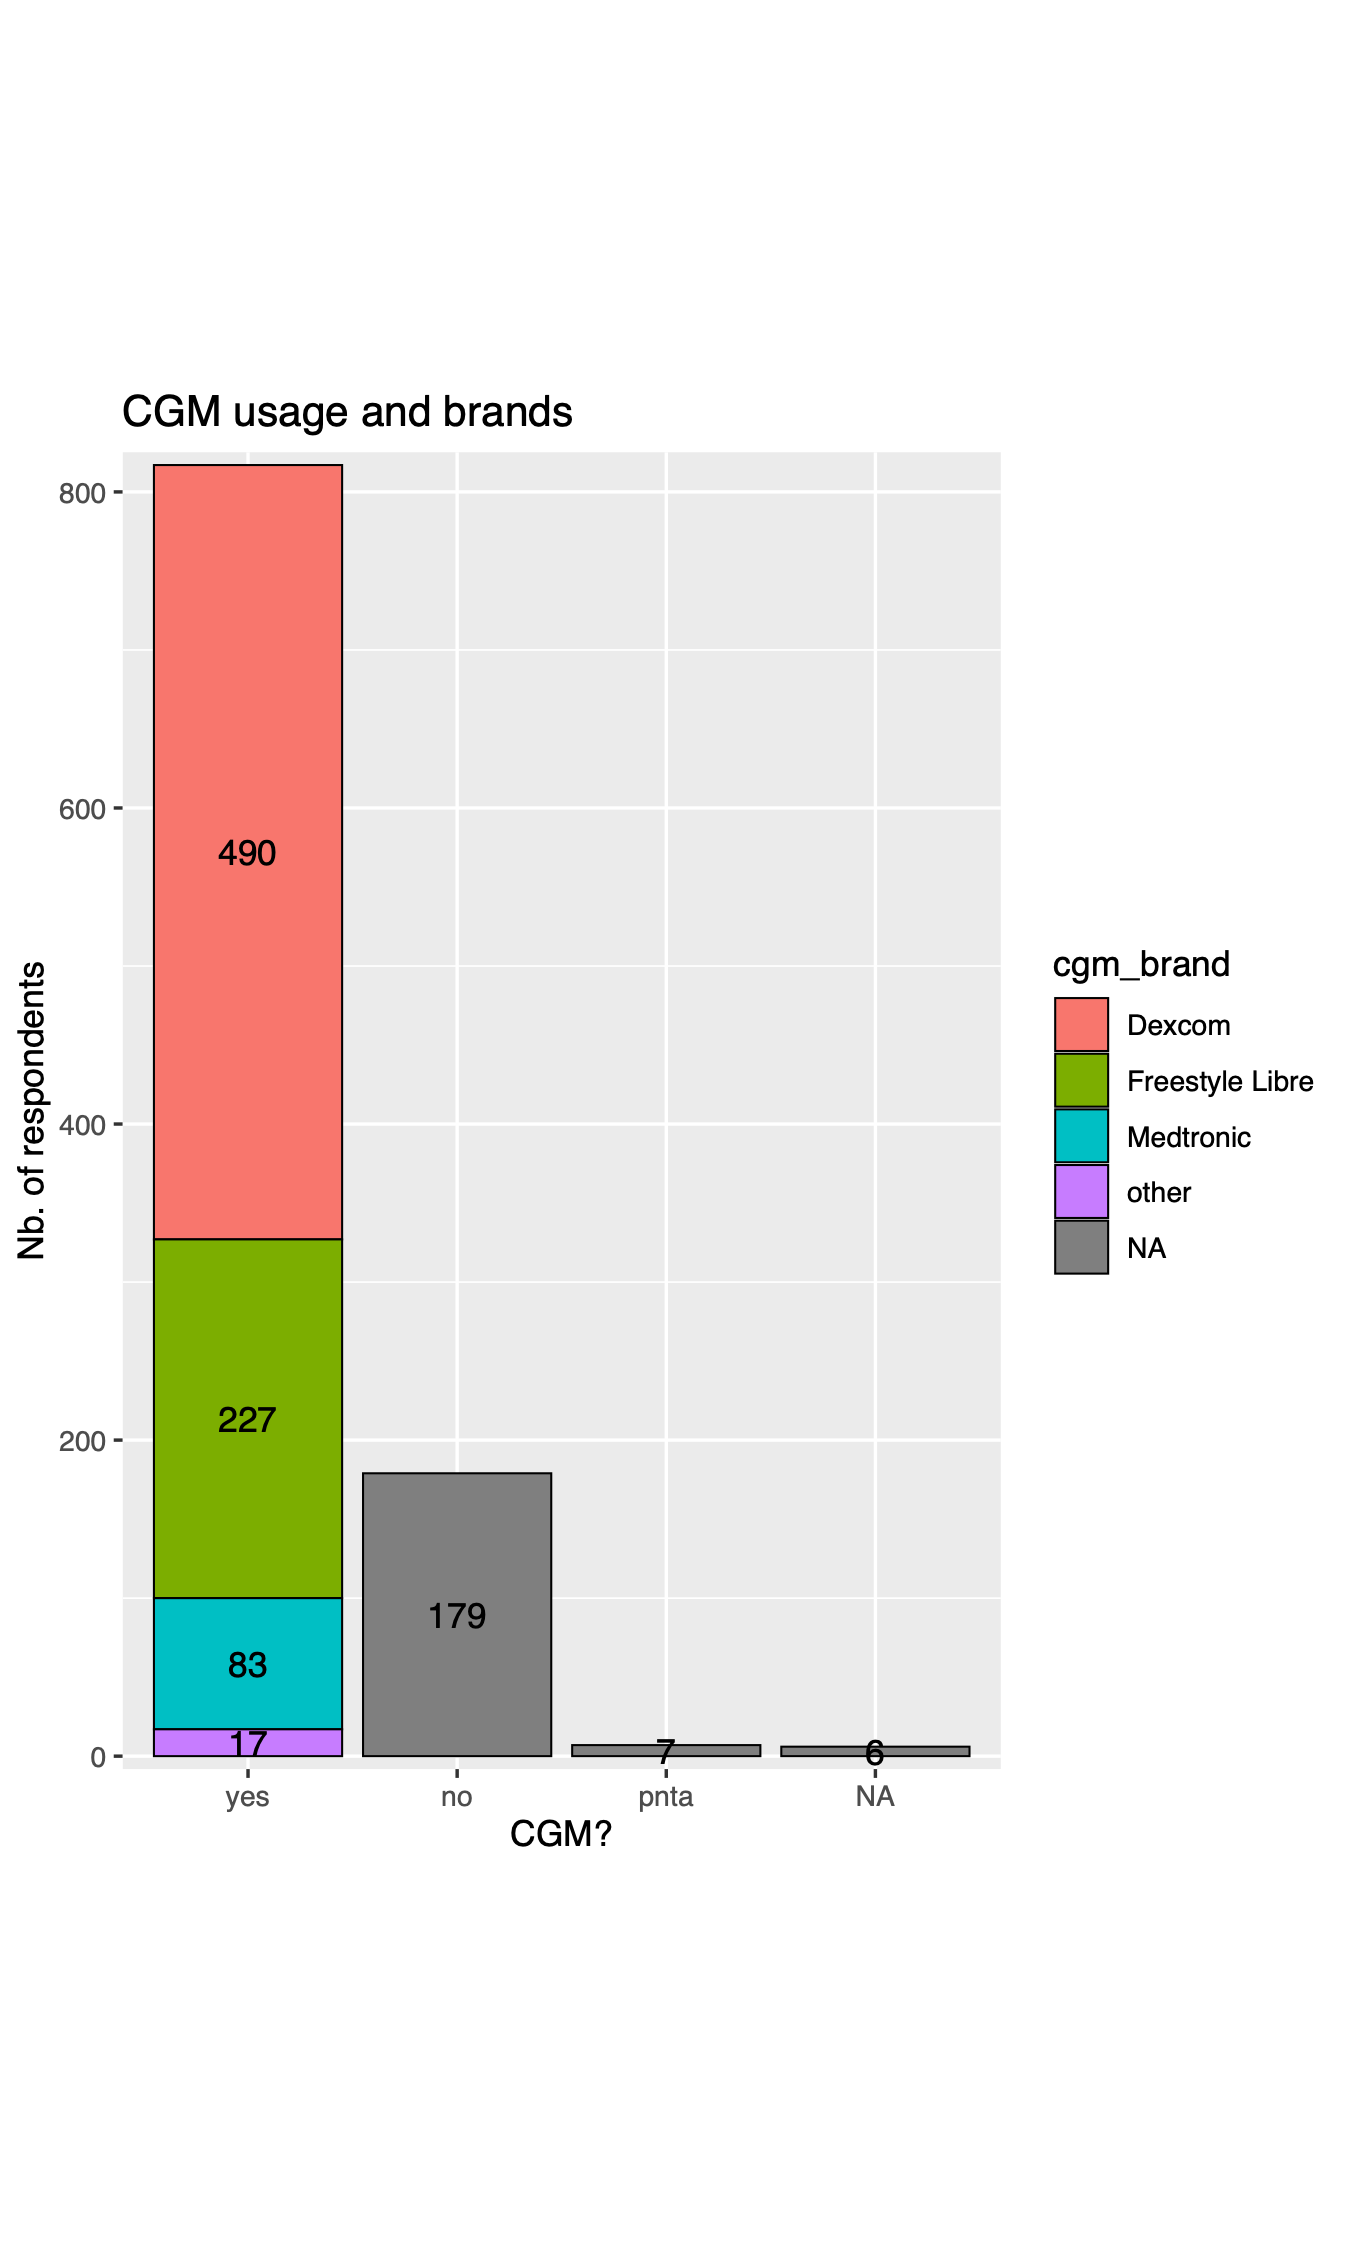 CGM usage and brands
800
600
400
200
0
Nb. of respondents
490
227
83
17
179
7
6
yes no pnta NA
CGM?
cgm_brand
Dexcom
Freestyle Libre
Medtronic
other
NA